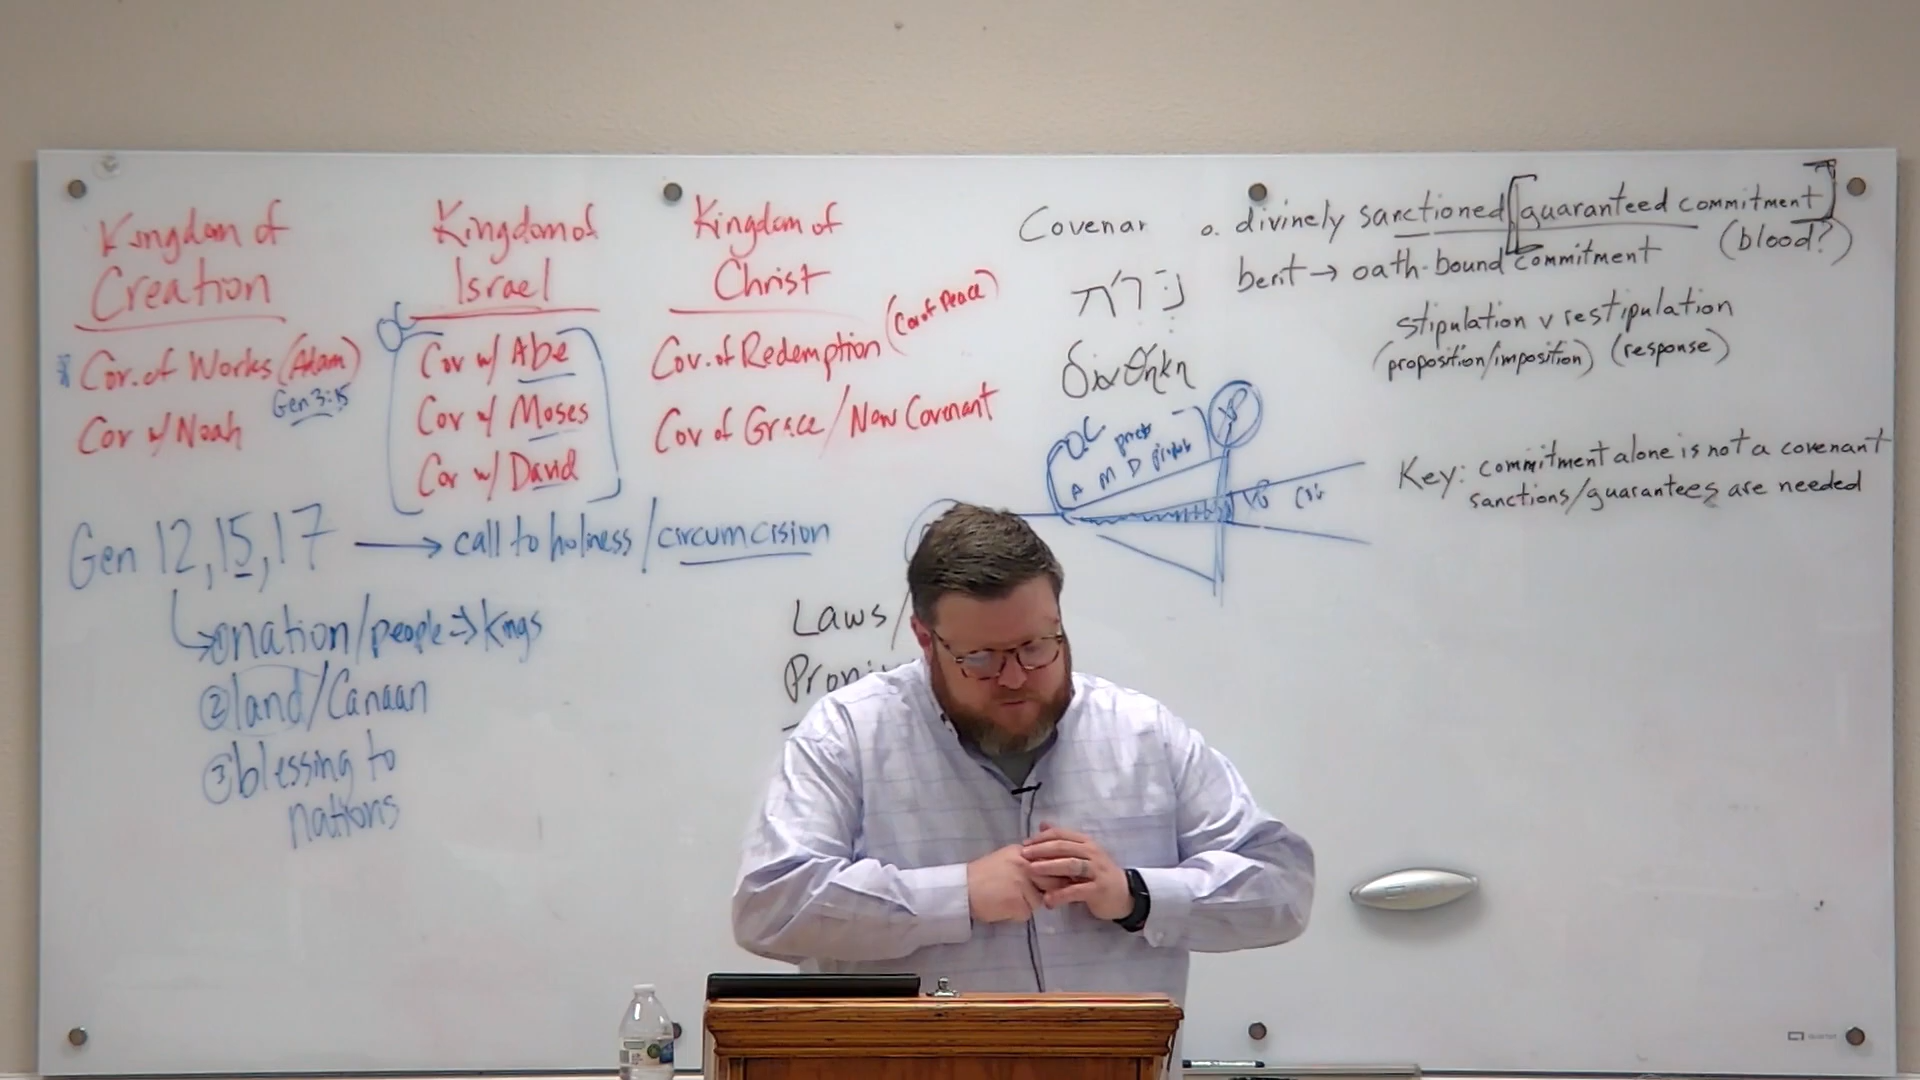 Kingdom of
Creation
Cov. of Works (Adam)
Gen 3:15
Cov w/ Noah
Kingdom of
Israel
OC
Cov w/ Abe
Cov w/ Moses
Cov w/ David
Kingdom of
Christ
Cov. of Redemption (Cov of Peace)
Cov of Grace / New Covenant
Gen 12, 15, 17 → call to holiness / circumcision
① nation / people → kings
② land / Canaan
③ blessing to
nations
Covenan
διαθηκη
OC
A M D
Laws /
o. divinely sanctioned [guaranteed commitment]
(blood?)
berit → oath-bound commitment
stipulation v restipulation
(proposition/imposition) (response)
Key: commitment alone is not a covenant
sanctions/guarantees are needed